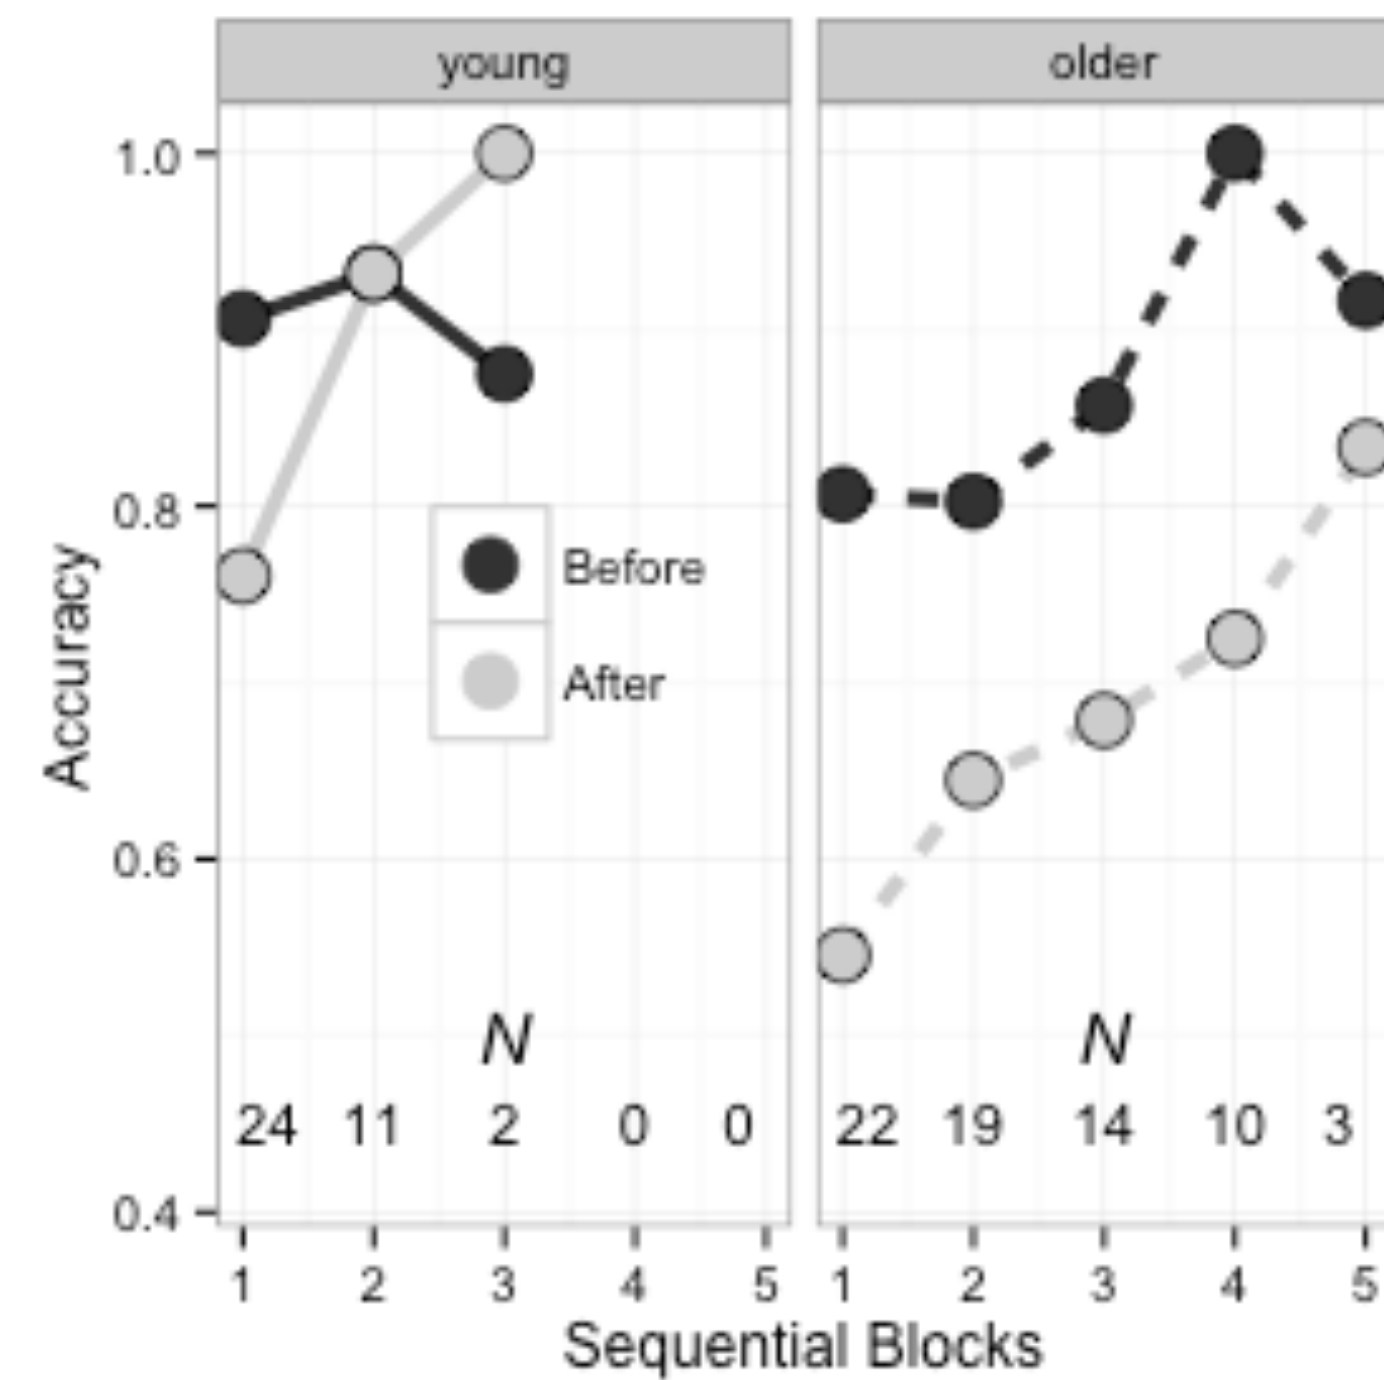 young older
1.0
0.8
0.6
0.4
Accuracy
Before
After
N N
24 11 2 0 0 22 19 14 10 3
1 2 3 4 5 1 2 3 4 5
Sequential Blocks